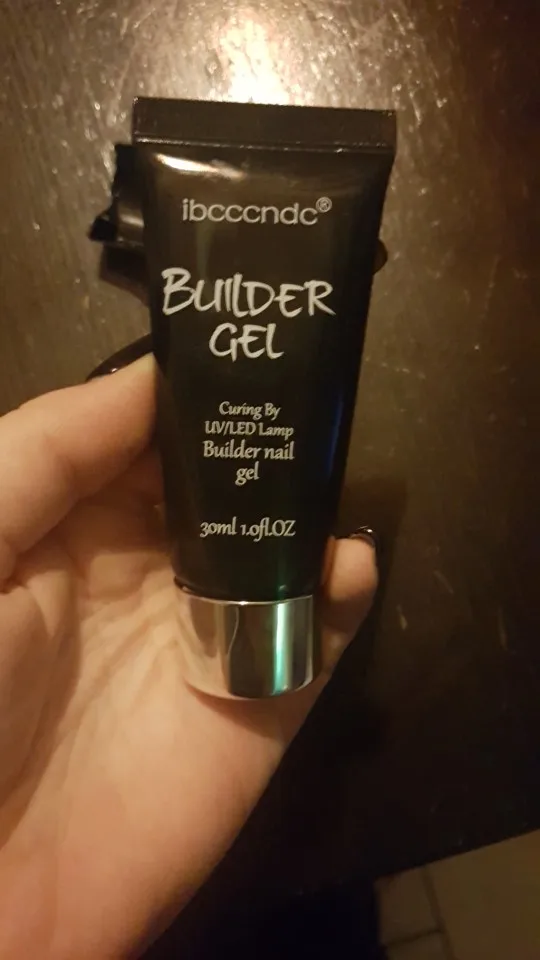 ibcccndc®
BUILDER
GEL
Curing By
UV/LED Lamp
Builder nail
gel
30ml 1.0fl.OZ